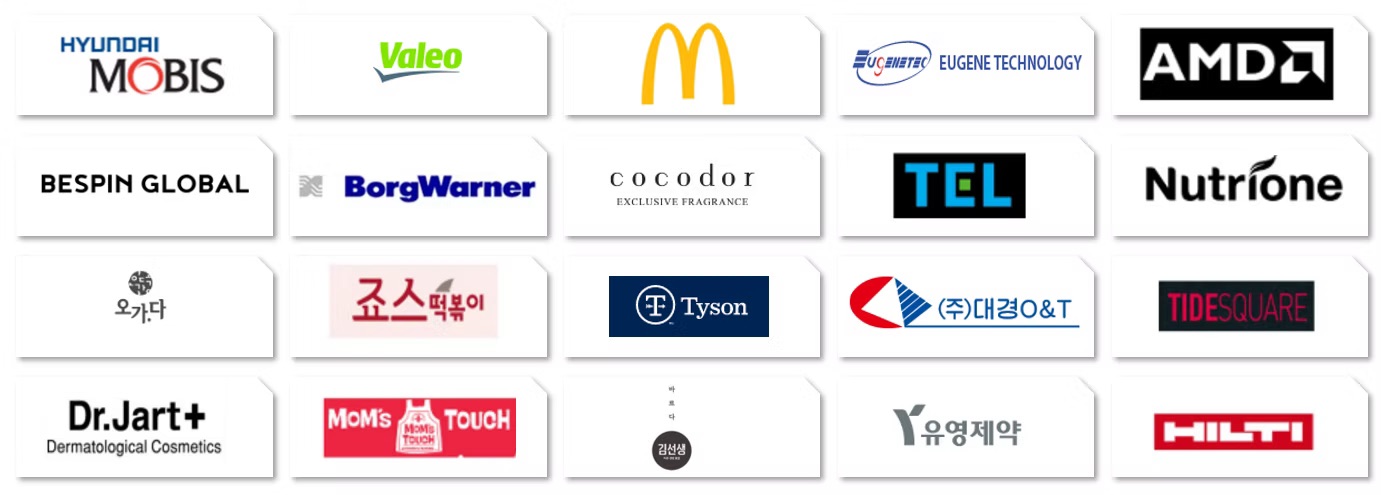 HYUNDAI
MOBIS
Valeo
EUGENETEC EUGENE TECHNOLOGY
AMD
BESPIN GLOBAL
BorgWarner
cocodor
EXCLUSIVE FRAGRANCE
TEL
Nutrione
오가다
죠스떡볶이
T Tyson
(주)대경O&T
TIDESQUARE
Dr.Jart+
Dermatological Cosmetics
MOM'S TOUCH
MOM'S
TOUCH
바
르
다
김선생
유영제약
HILTI